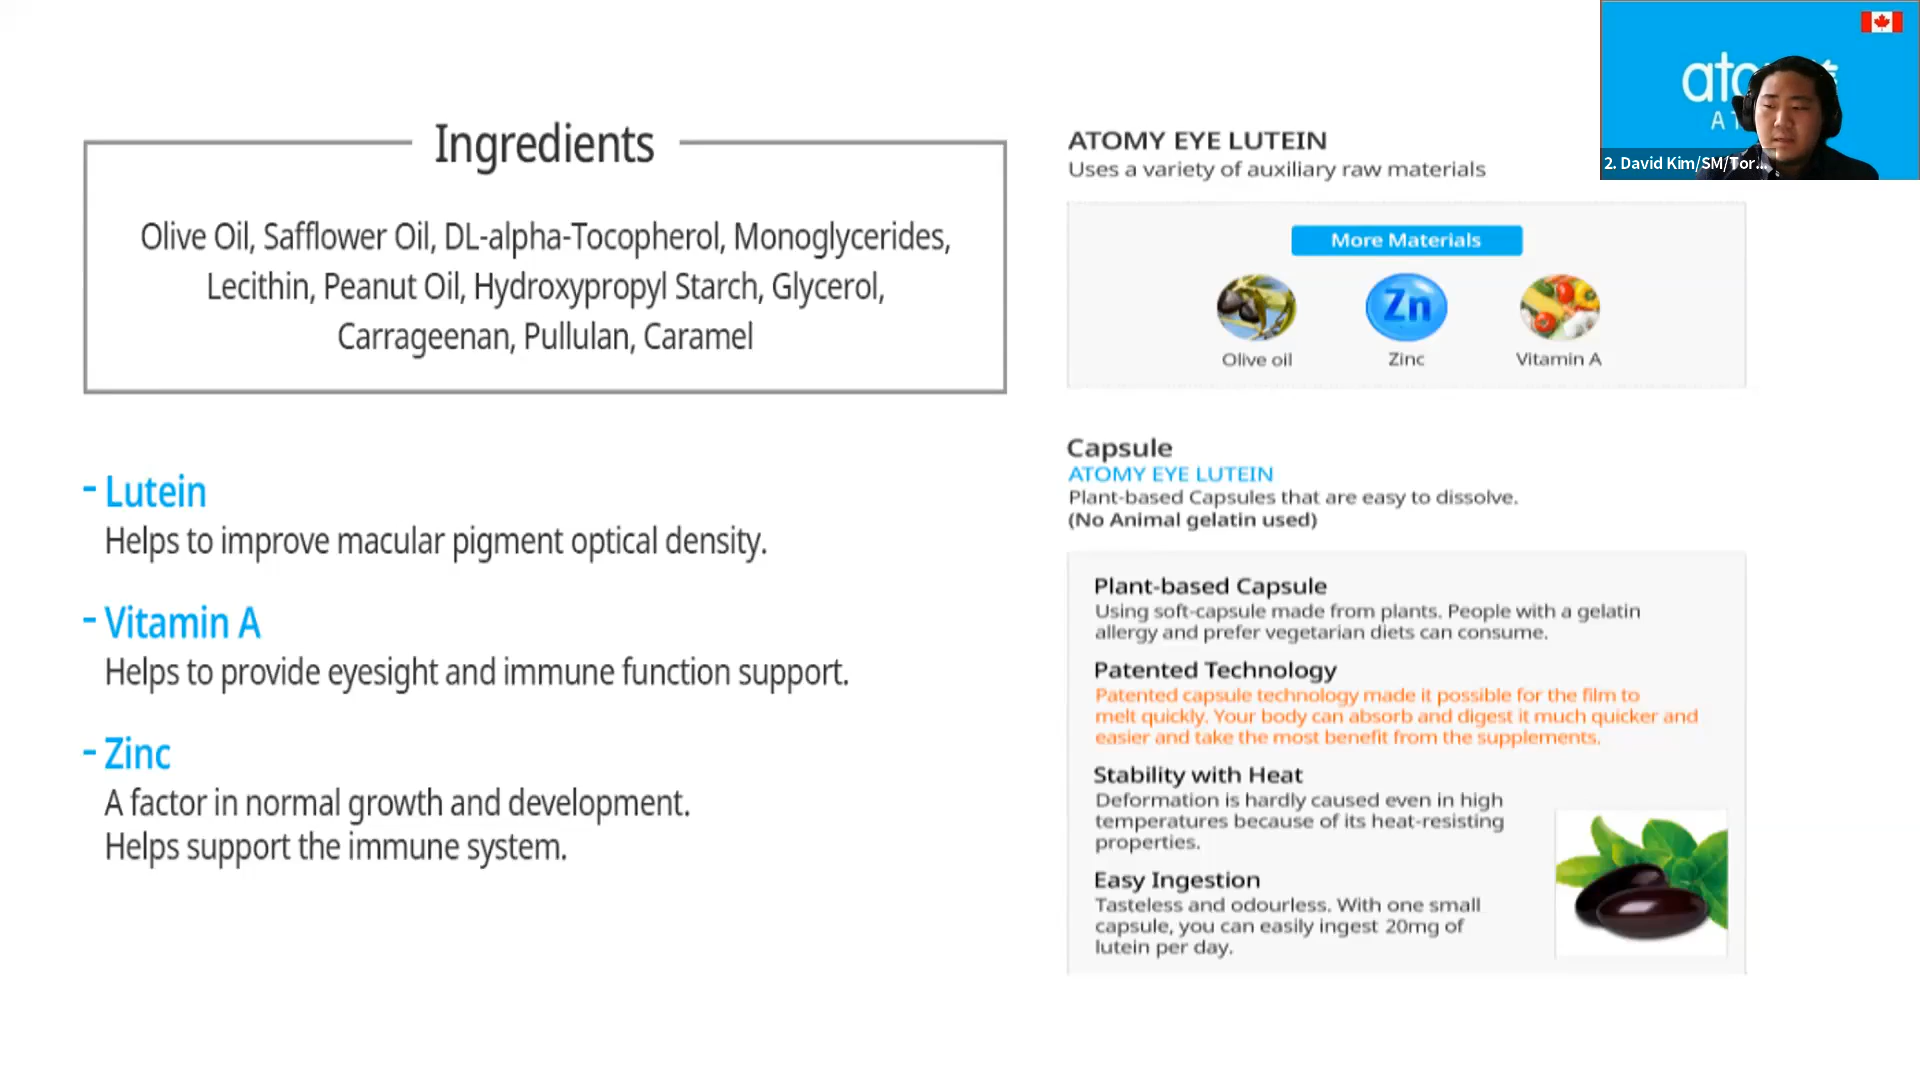 Ingredients
Olive Oil, Safflower Oil, DL-alpha-Tocopherol, Monoglycerides,
Lecithin, Peanut Oil, Hydroxypropyl Starch, Glycerol,
Carrageenan, Pullulan, Caramel
- Lutein
Helps to improve macular pigment optical density.
- Vitamin A
Helps to provide eyesight and immune function support.
- Zinc
A factor in normal growth and development.
Helps support the immune system.
ATOMY EYE LUTEIN
Uses a variety of auxiliary raw materials
More Materials
Zn
Olive oil
Zinc
Vitamin A
Capsule
ATOMY EYE LUTEIN
Plant-based Capsules that are easy to dissolve.
(No Animal gelatin used)
Plant-based Capsule
Using soft-capsule made from plants. People with a gelatin
allergy and prefer vegetarian diets can consume.
Patented Technology
Patented capsule technology made it possible for the film to
melt quickly. Your body can absorb and digest it much quicker and
easier and take the most benefit from the supplements.
Stability with Heat
Deformation is hardly caused even in high
temperatures because of its heat-resisting
properties.
Easy Ingestion
Tasteless and odourless. With one small
capsule, you can easily ingest 20mg of
lutein per day.
2. David Kim/SM/Tor...